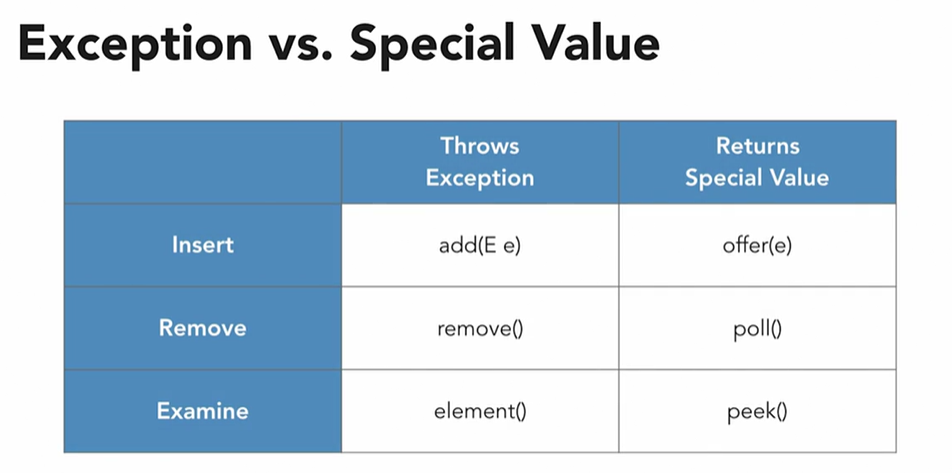 Exception vs. Special Value
Throws
Exception
Returns
Special Value
Insert
add(E e)
offer(e)
Remove
remove()
poll()
Examine
element()
peek()